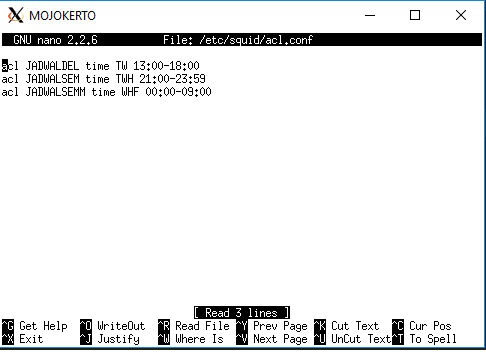 MOJOKERTO
GNU nano 2.2.6 File: /etc/squid/acl.conf
acl JADWALDEL time TW 13:00-18:00
acl JADWALSEM time TWH 21:00-23:59
acl JADWALSEMM time WHF 00:00-09:00
[ Read 3 lines ]
^G Get Help ^O WriteOut ^R Read File ^Y Prev Page ^K Cut Text ^C Cur Pos
^X Exit ^J Justify ^W Where Is ^V Next Page ^U UnCut Text ^T To Spell